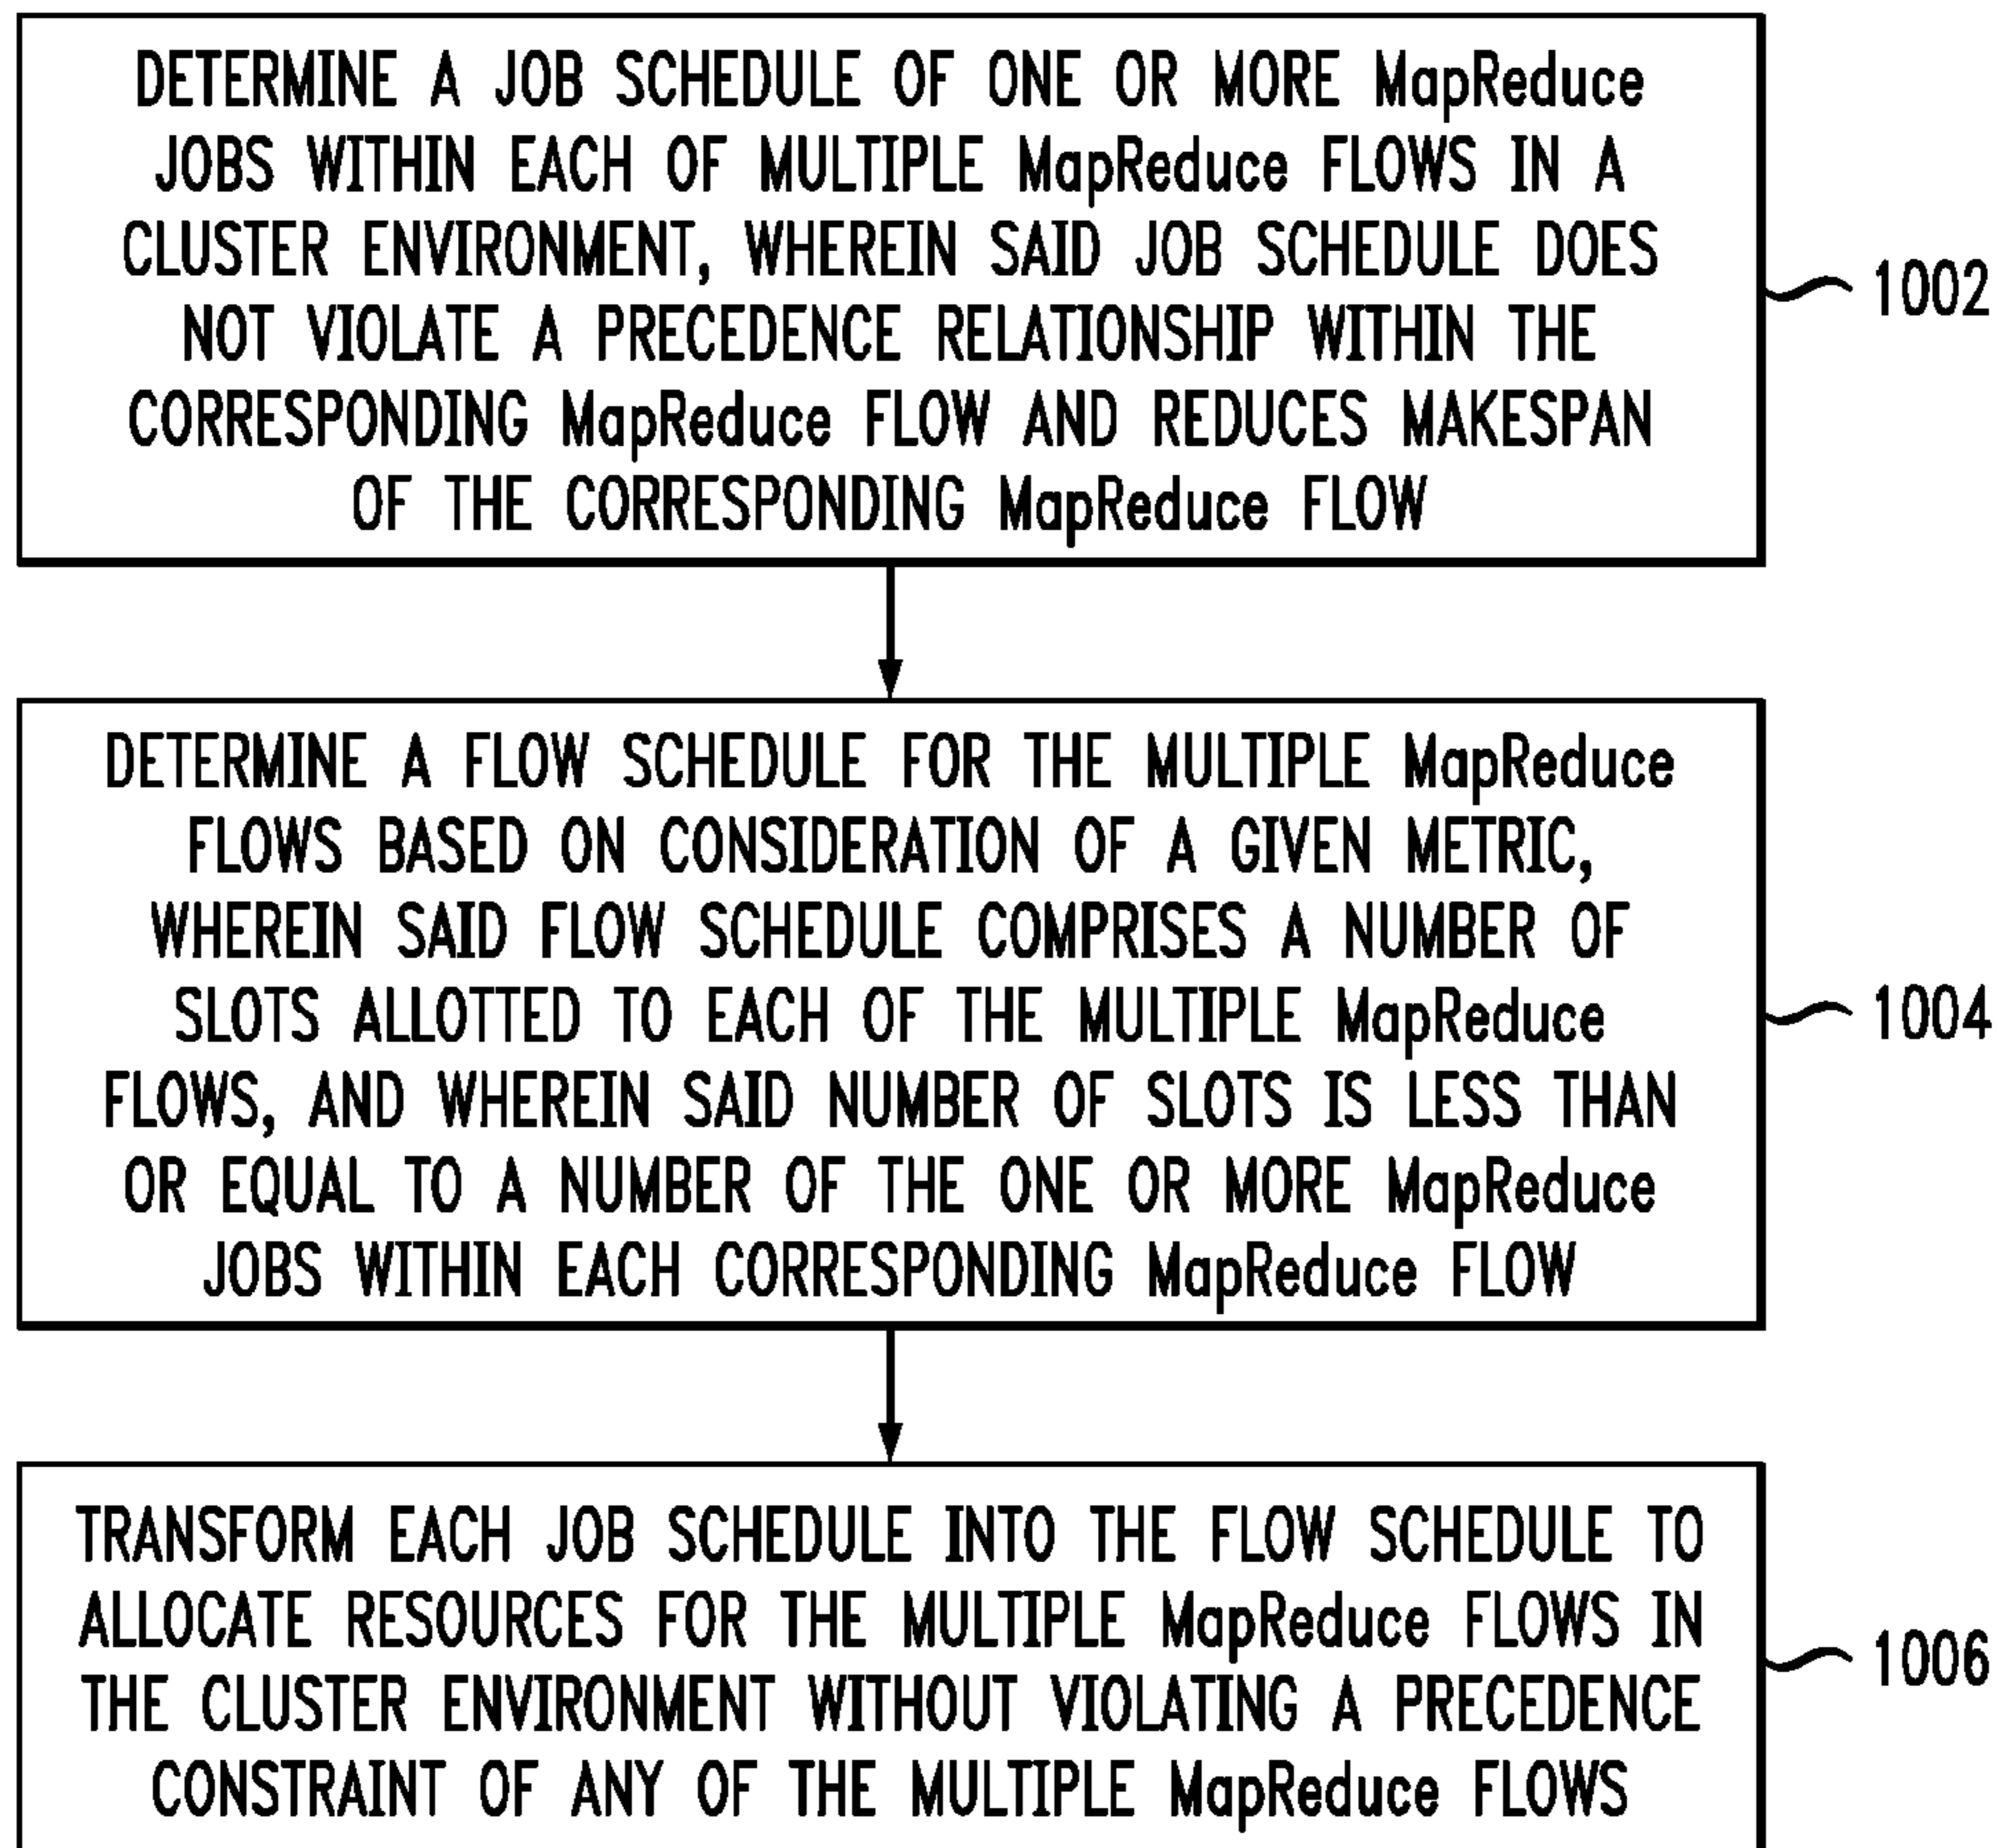 DETERMINE A JOB SCHEDULE OF ONE OR MORE MapReduce
JOBS WITHIN EACH OF MULTIPLE MapReduce FLOWS IN A
CLUSTER ENVIRONMENT, WHEREIN SAID JOB SCHEDULE DOES
NOT VIOLATE A PRECEDENCE RELATIONSHIP WITHIN THE
CORRESPONDING MapReduce FLOW AND REDUCES MAKESPAN
OF THE CORRESPONDING MapReduce FLOW
1002
DETERMINE A FLOW SCHEDULE FOR THE MULTIPLE MapReduce
FLOWS BASED ON CONSIDERATION OF A GIVEN METRIC,
WHEREIN SAID FLOW SCHEDULE COMPRISES A NUMBER OF
SLOTS ALLOTTED TO EACH OF THE MULTIPLE MapReduce
FLOWS, AND WHEREIN SAID NUMBER OF SLOTS IS LESS THAN
OR EQUAL TO A NUMBER OF THE ONE OR MORE MapReduce
JOBS WITHIN EACH CORRESPONDING MapReduce FLOW
1004
TRANSFORM EACH JOB SCHEDULE INTO THE FLOW SCHEDULE TO
ALLOCATE RESOURCES FOR THE MULTIPLE MapReduce FLOWS IN
THE CLUSTER ENVIRONMENT WITHOUT VIOLATING A PRECEDENCE
CONSTRAINT OF ANY OF THE MULTIPLE MapReduce FLOWS
1006